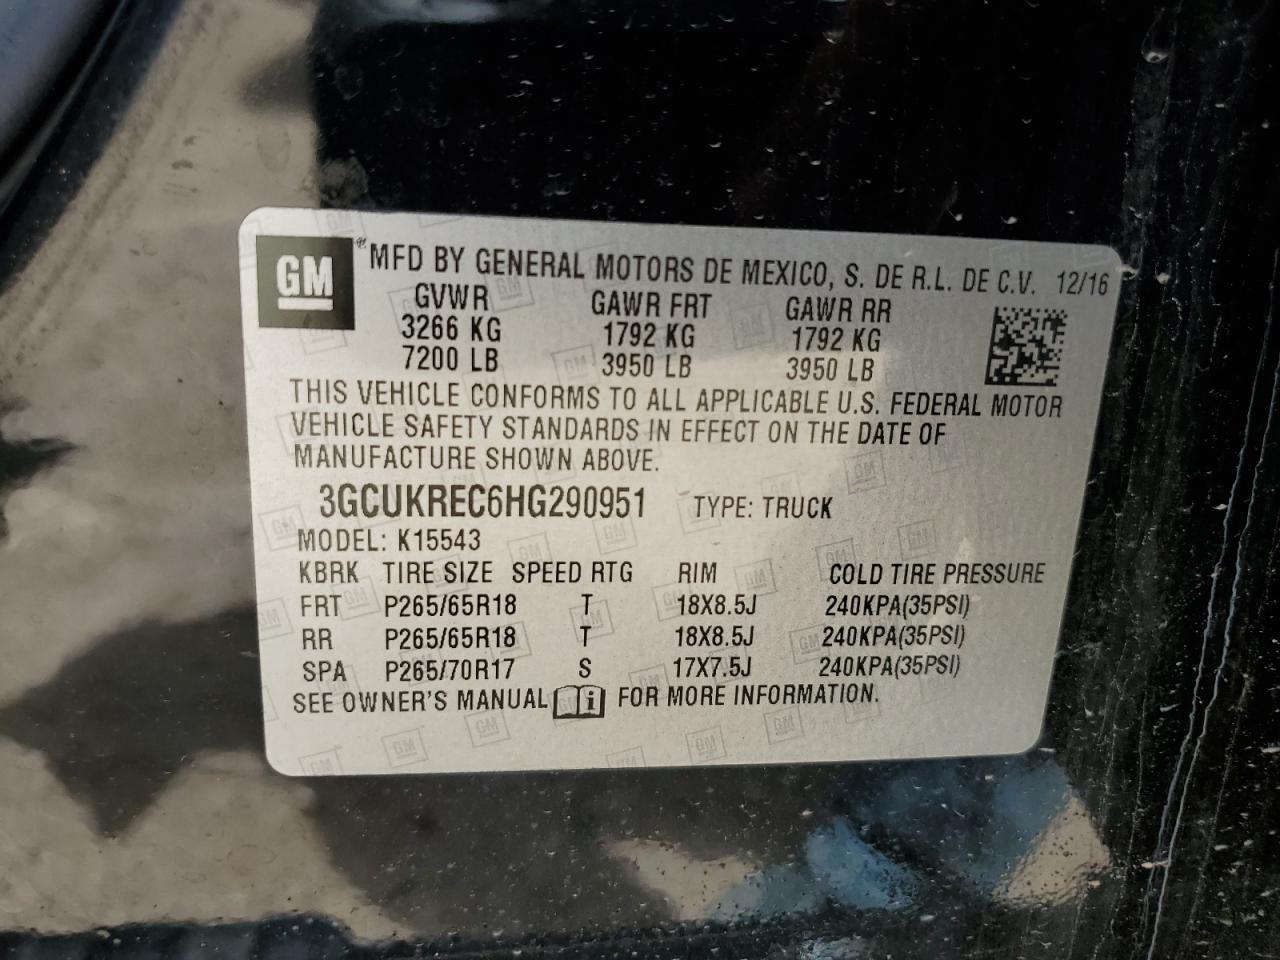 GM ® MFD BY GENERAL MOTORS DE MEXICO, S. DE R.L. DE C.V. 12/16
GVWR GAWR FRT GAWR RR
3266 KG 1792 KG 1792 KG
7200 LB 3950 LB 3950 LB
THIS VEHICLE CONFORMS TO ALL APPLICABLE U.S. FEDERAL MOTOR
VEHICLE SAFETY STANDARDS IN EFFECT ON THE DATE OF
MANUFACTURE SHOWN ABOVE.
3GCUKREC6HG290951 TYPE: TRUCK
MODEL: K15543
KBRK TIRE SIZE SPEED RTG RIM COLD TIRE PRESSURE
FRT P265/65R18 T 18X8.5J 240KPA(35PSI)
RR P265/65R18 T 18X8.5J 240KPA(35PSI)
SPA P265/70R17 S 17X7.5J 240KPA(35PSI)
SEE OWNER'S MANUAL i FOR MORE INFORMATION.